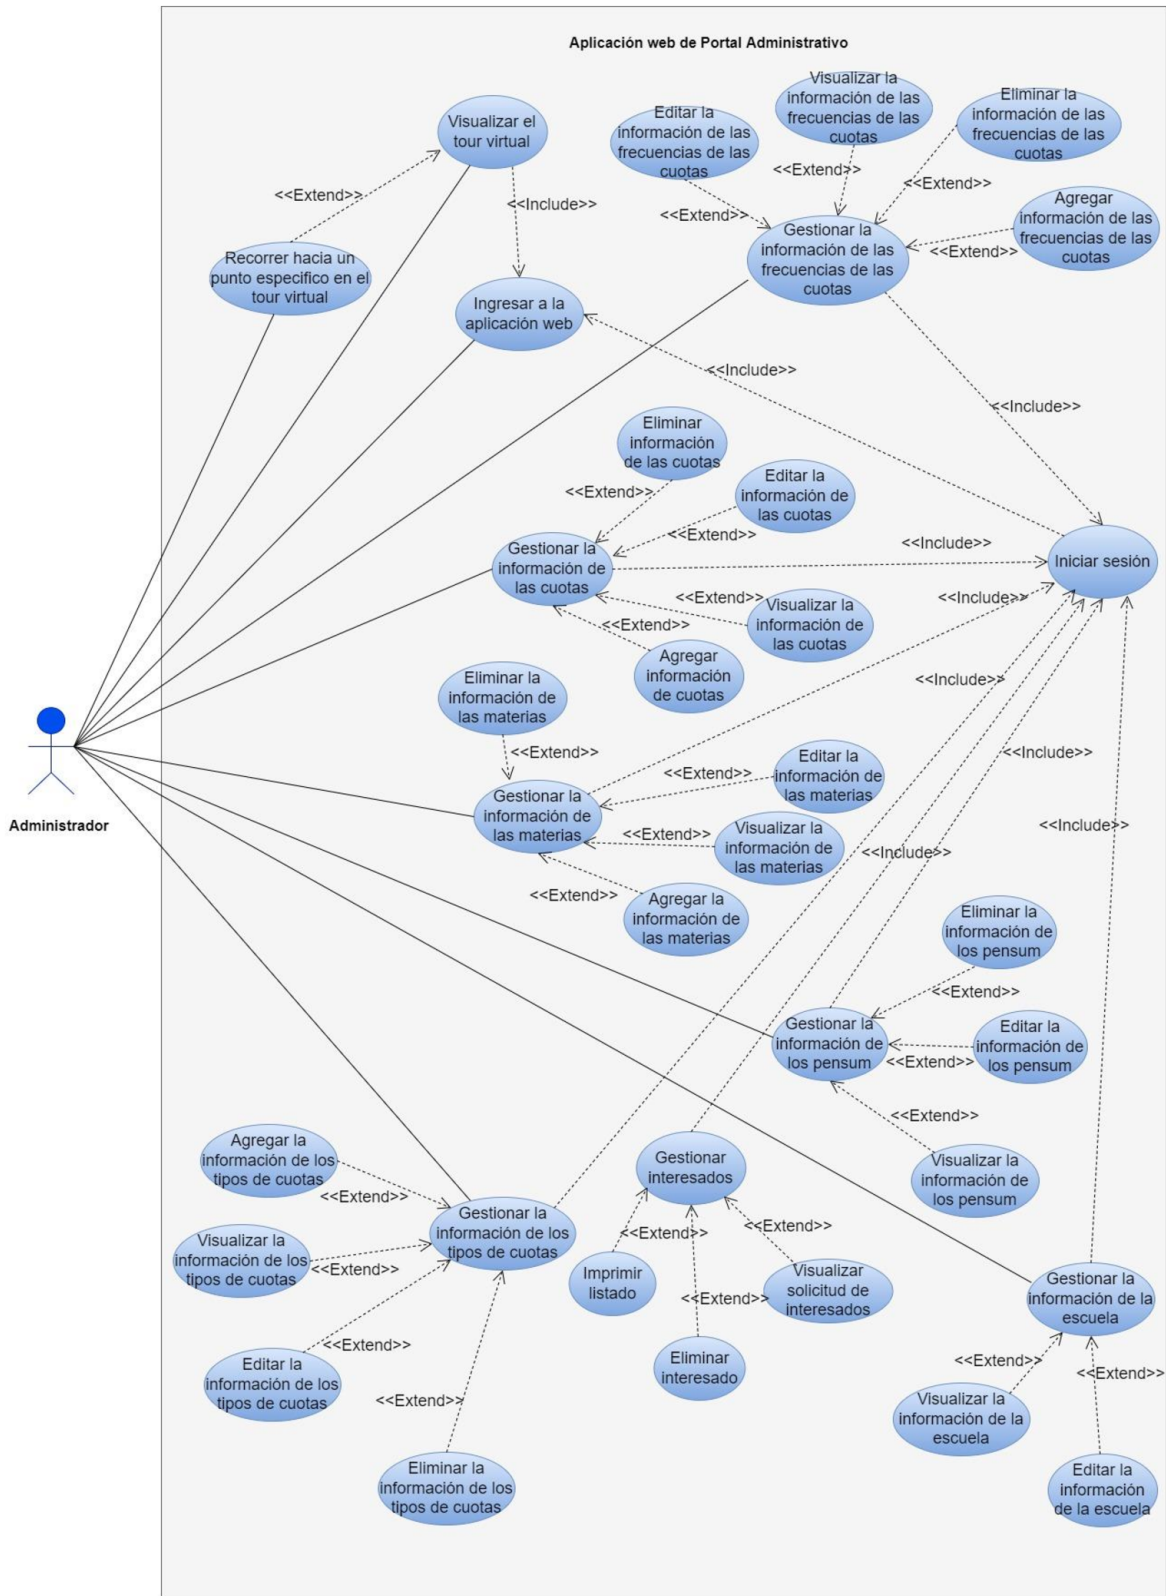 Aplicación web de Portal Administrativo
Visualizar el
tour virtual
<<Extend>>
<<Include>>
Recorrer hacia un
punto especifico en el
tour virtual
Ingresar a la
aplicación web
Editar la
información de las
frecuencias de las
cuotas
Visualizar la
información de las
frecuencias de las
cuotas
Eliminar la
información de las
frecuencias de las
cuotas
Agregar
información de las
frecuencias de las
cuotas
<<Extend>>
<<Extend>>
<<Extend>>
<<Extend>>
Gestionar la
información de las
frecuencias de las
cuotas
<<Include>>
<<Include>>
Eliminar
información
de las cuotas
<<Extend>>
Editar la
información de
las cuotas
<<Extend>>
Gestionar la
información de
las cuotas
<<Include>>
Iniciar sesión
<<Extend>>
<<Include>>
Visualizar la
información de
las cuotas
<<Extend>>
Agregar
información
de cuotas
Eliminar la
información de
las materias
<<Include>>
<<Extend>>
<<Include>>
Editar la
información de
las materias
<<Extend>>
Gestionar la
información de
las materias
Visualizar la
información de
las materias
<<Extend>>
<<Extend>>
Agregar la
información de
las materias
Administrador
<<Include>>
<<Include>>
Eliminar la
información de
los pensum
<<Extend>>
Gestionar la
información de
los pensum
Editar la
información de
los pensum
<<Extend>>
<<Extend>>
Visualizar la
información de
los pensum
Agregar la
información de los
tipos de cuotas
<<Extend>>
Gestionar la
información de los
tipos de cuotas
Visualizar la
información de los
tipos de cuotas
<<Extend>>
<<Extend>>
Editar la
información de los
tipos de cuotas
<<Extend>>
Eliminar la
información de los
tipos de cuotas
Gestionar
interesados
<<Extend>>
<<Extend>>
Imprimir
listado
<<Extend>>
Visualizar
solicitud de
interesados
Eliminar
interesado
Gestionar la
información de la
escuela
<<Extend>>
<<Extend>>
Visualizar la
información de la
escuela
Editar la
información
de la escuela